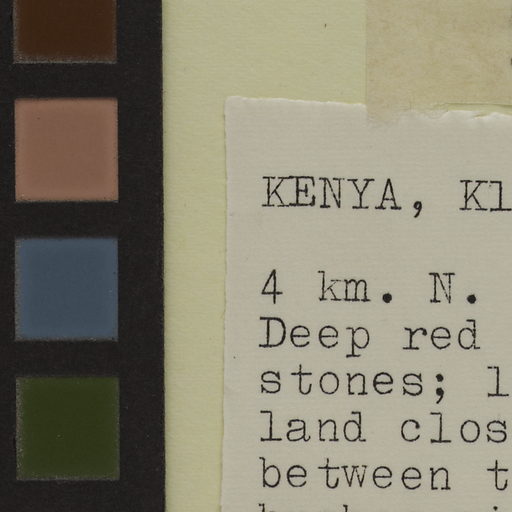 KENYA, Kl
4 km. N.
Deep red
stones; l
land clos
between t